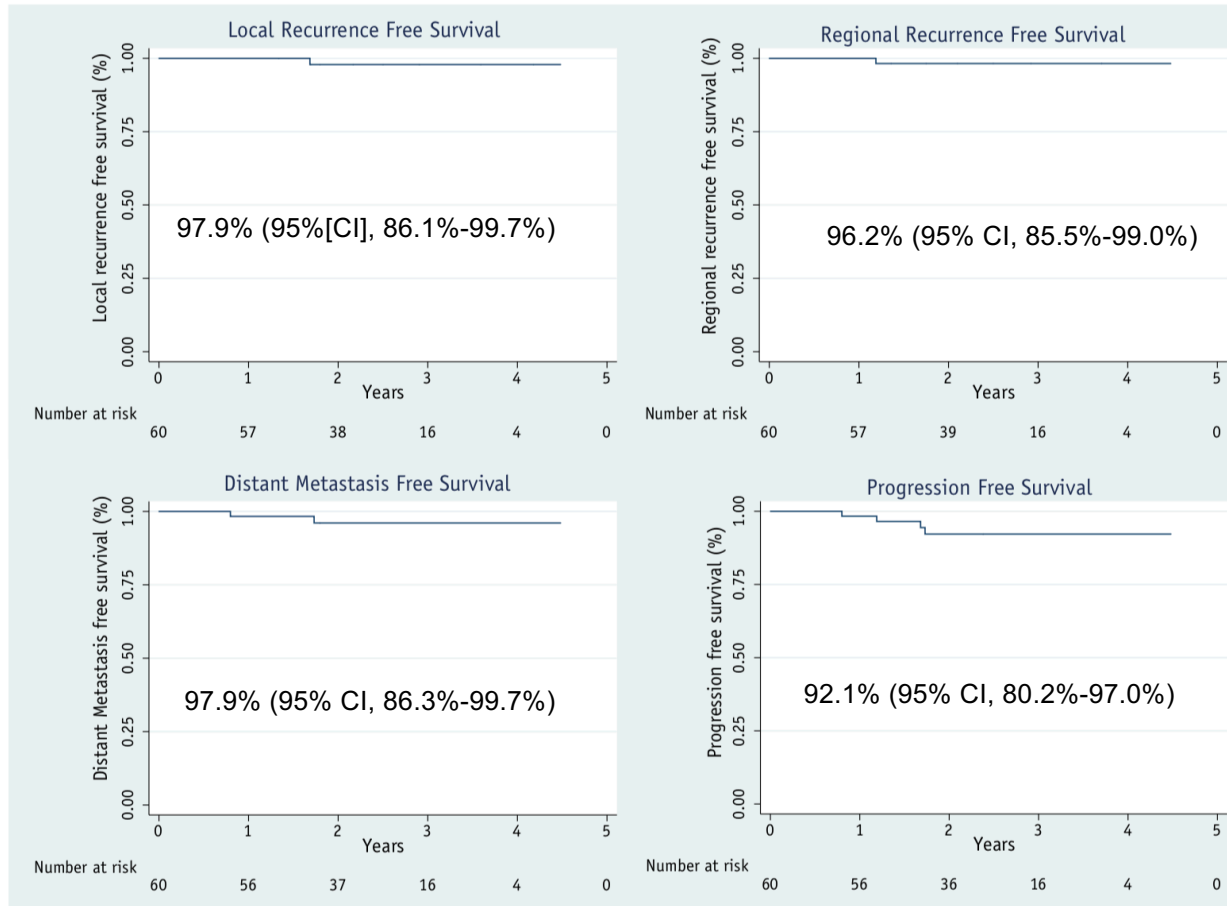 Local Recurrence Free Survival
Local recurrence free survival (%)
1.00
0.75
0.50
0.25
0.00
97.9% (95%[CI], 86.1%-99.7%)
0 1 2 3 4 5
Years
Number at risk
60 57 38 16 4 0
Regional Recurrence Free Survival
Regional recurrence free survival (%)
1.00
0.75
0.50
0.25
0.00
96.2% (95% CI, 85.5%-99.0%)
0 1 2 3 4 5
Years
Number at risk
60 57 39 16 4 0
Distant Metastasis Free Survival
Distant Metastasis free survival (%)
1.00
0.75
0.50
0.25
0.00
97.9% (95% CI, 86.3%-99.7%)
0 1 2 3 4 5
Years
Number at risk
60 56 37 16 4 0
Progression Free Survival
Progression free survival (%)
1.00
0.75
0.50
0.25
0.00
92.1% (95% CI, 80.2%-97.0%)
0 1 2 3 4 5
Years
Number at risk
60 56 36 16 4 0